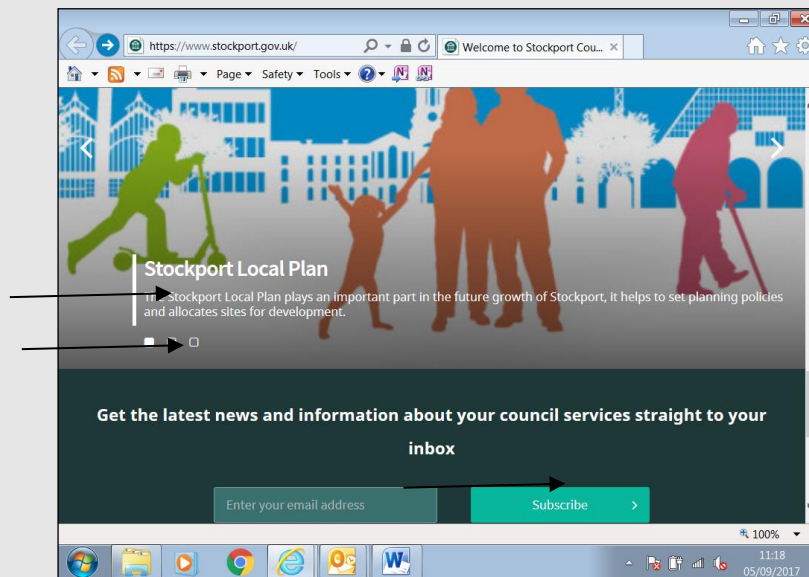 https://www.stockport.gov.uk/
Welcome to Stockport Cou...
Page Safety Tools
Stockport Local Plan
The Stockport Local Plan plays an important part in the future growth of Stockport, it helps to set planning policies
and allocates sites for development.
Get the latest news and information about your council services straight to your
inbox
Enter your email address
Subscribe
100%
11:18
05/09/2017